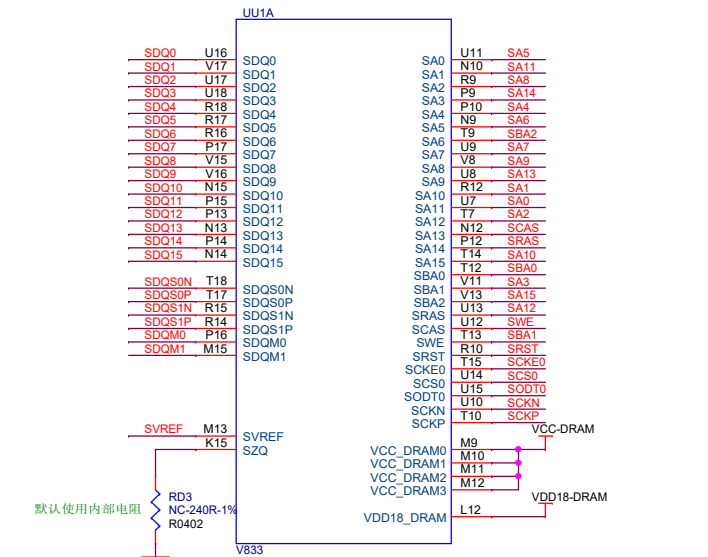 UU1A
SDQ0 U16 SDQ0 SA0 U11 SA5
SDQ1 V17 SDQ1 SA1 N10 SA11
SDQ2 U17 SDQ2 SA2 R9 SA8
SDQ3 U18 SDQ3 SA3 P9 SA14
SDQ4 R18 SDQ4 SA4 P10 SA4
SDQ5 R17 SDQ5 SA5 N9 SA6
SDQ6 R16 SDQ6 SA6 T9 SBA2
SDQ7 P17 SDQ7 SA7 U9 SA7
SDQ8 V15 SDQ8 SA8 V8 SA9
SDQ9 V16 SDQ9 SA9 U8 SA13
SDQ10 N15 SDQ10 SA10 R12 SA1
SDQ11 P15 SDQ11 SA11 U7 SA0
SDQ12 P13 SDQ12 SA12 T7 SA2
SDQ13 N13 SDQ13 SA13 N12 SCAS
SDQ14 P14 SDQ14 SA14 P12 SRAS
SDQ15 N14 SDQ15 SA15 T14 SA10
SBA0 T12 SBA0
SDQS0N T18 SDQS0N SBA1 V11 SA3
SDQS0P T17 SDQS0P SBA2 V13 SA15
SDQS1N R15 SDQS1N SRAS U13 SA12
SDQS1P R14 SDQS1P SCAS U12 SWE
SDQM0 P16 SDQM0 SWE T13 SBA1
SDQM1 M15 SDQM1 SRST R10 SRST
SCKE0 T15 SCKE0
SCS0 U14 SCS0
SODT0 U15 SODT0
SCKN U10 SCKN
SCKP T10 SCKP
SVREF M13 SVREF VCC-DRAM
K15 SZQ VCC_DRAM0 M9
VCC_DRAM1 M10
VCC_DRAM2 M11
VCC_DRAM3 M12
RD3 VDD18-DRAM
默认使用内部电阻 NC-240R-1% VDD18_DRAM L12
R0402
V833